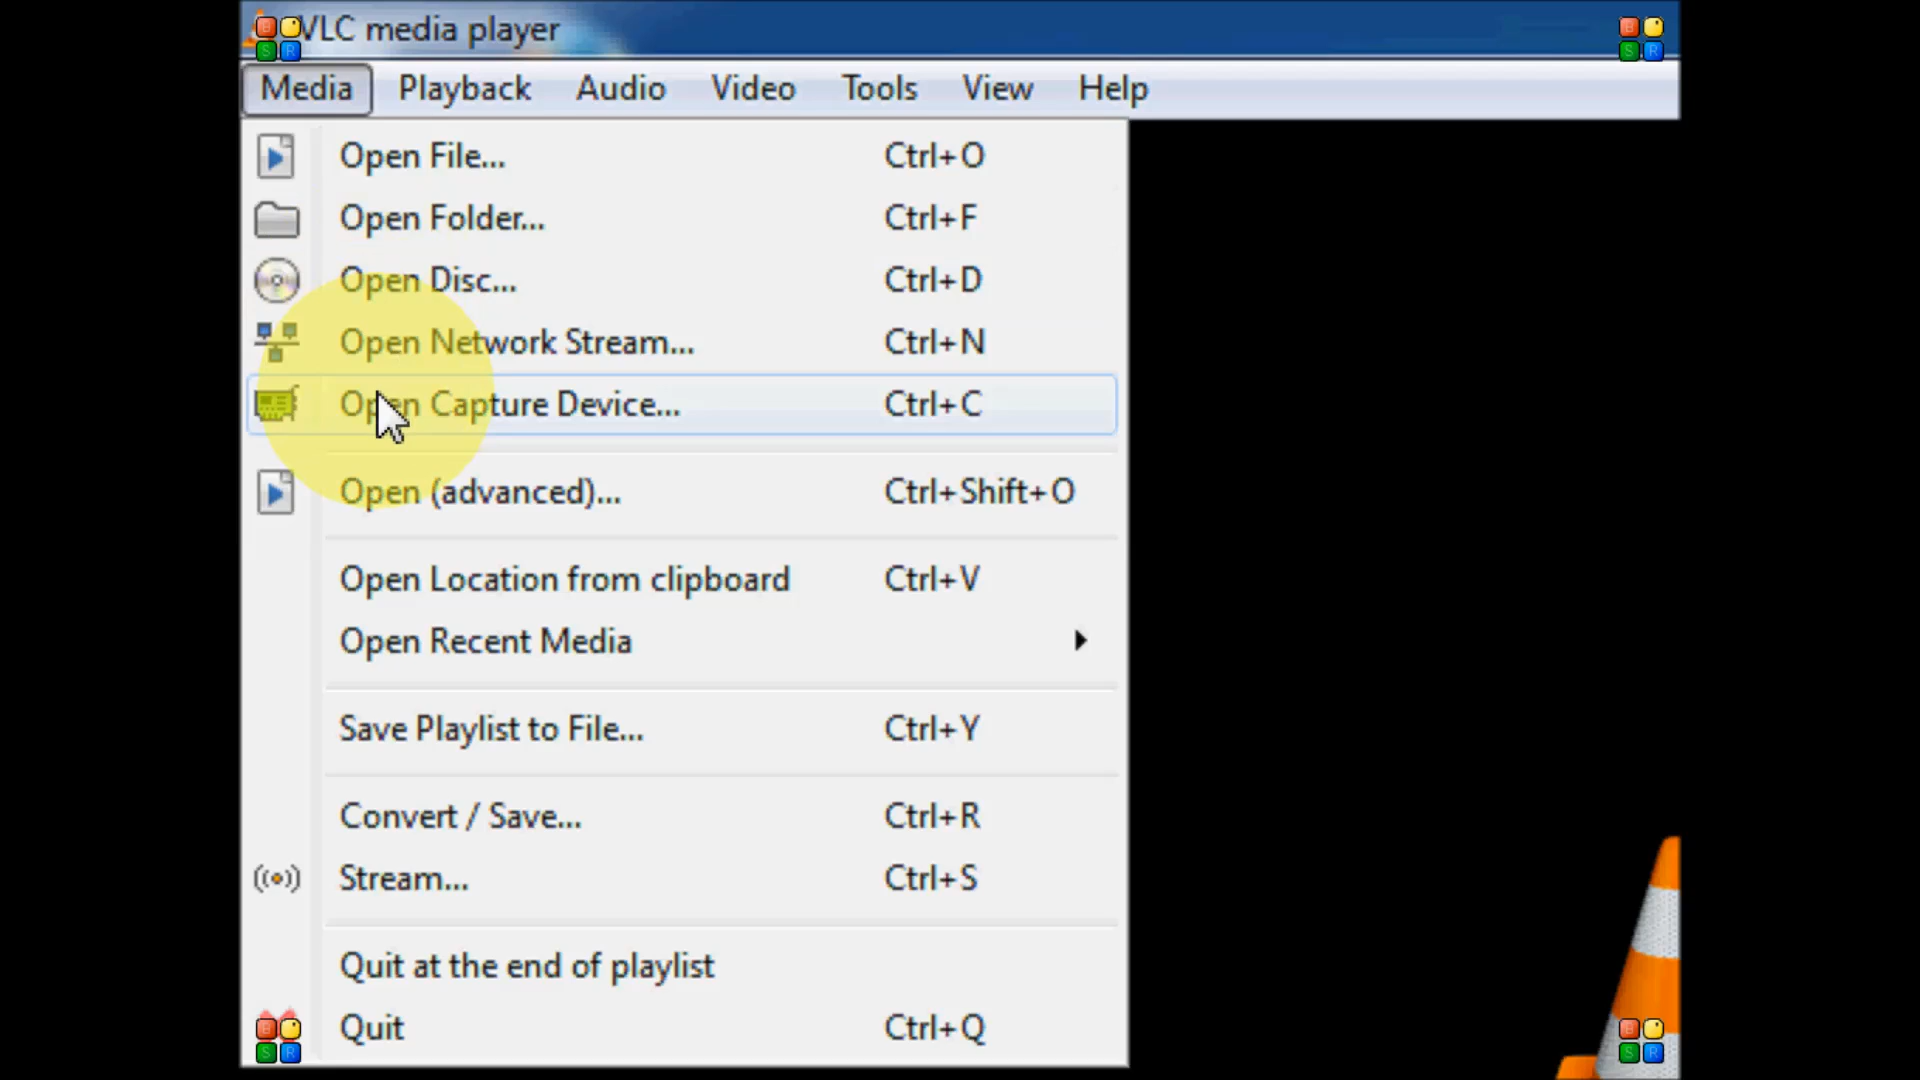 VLC media player
Media Playback Audio Video Tools View Help
Open File... Ctrl+O
Open Folder... Ctrl+F
Open Disc... Ctrl+D
Open Network Stream... Ctrl+N
Open Capture Device... Ctrl+C
Open (advanced)... Ctrl+Shift+O
Open Location from clipboard Ctrl+V
Open Recent Media
Save Playlist to File... Ctrl+Y
Convert / Save... Ctrl+R
Stream... Ctrl+S
Quit at the end of playlist
Quit Ctrl+Q